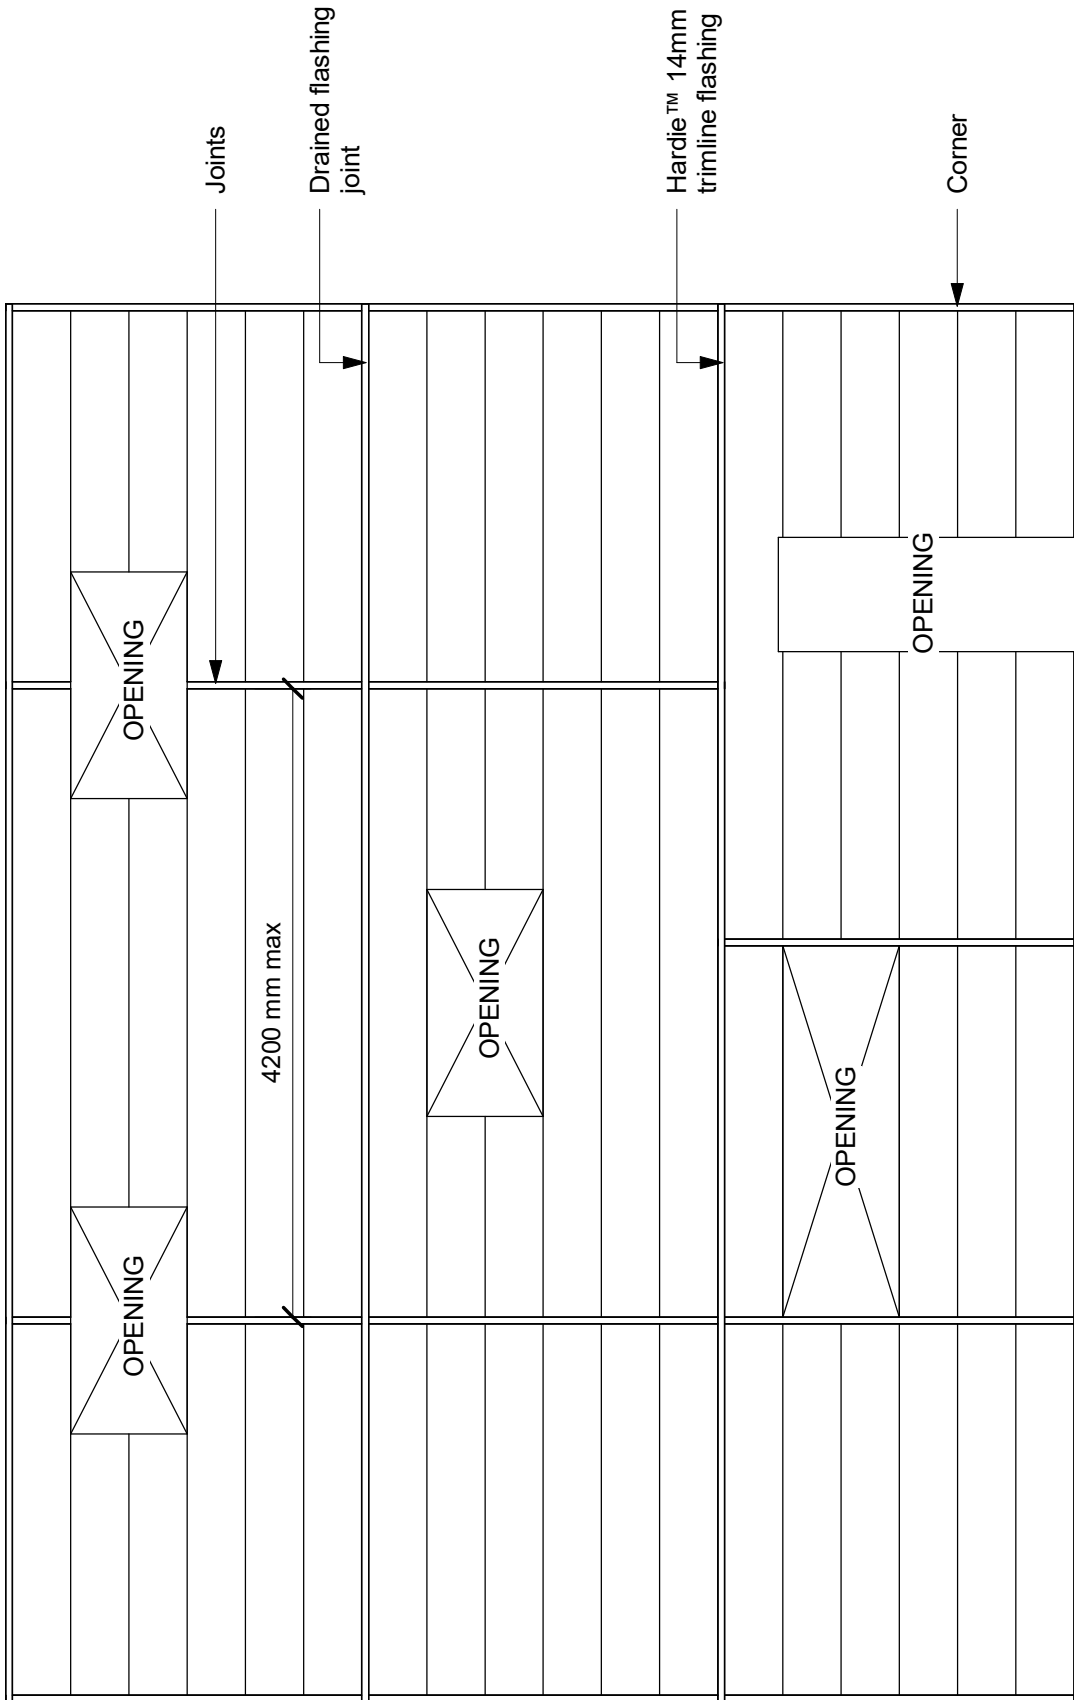 Joints
Drained flashing
joint
Hardie™ 14mm
trimline flashing
Corner
OPENING
OPENING
4200 mm max
OPENING
OPENING
OPENING